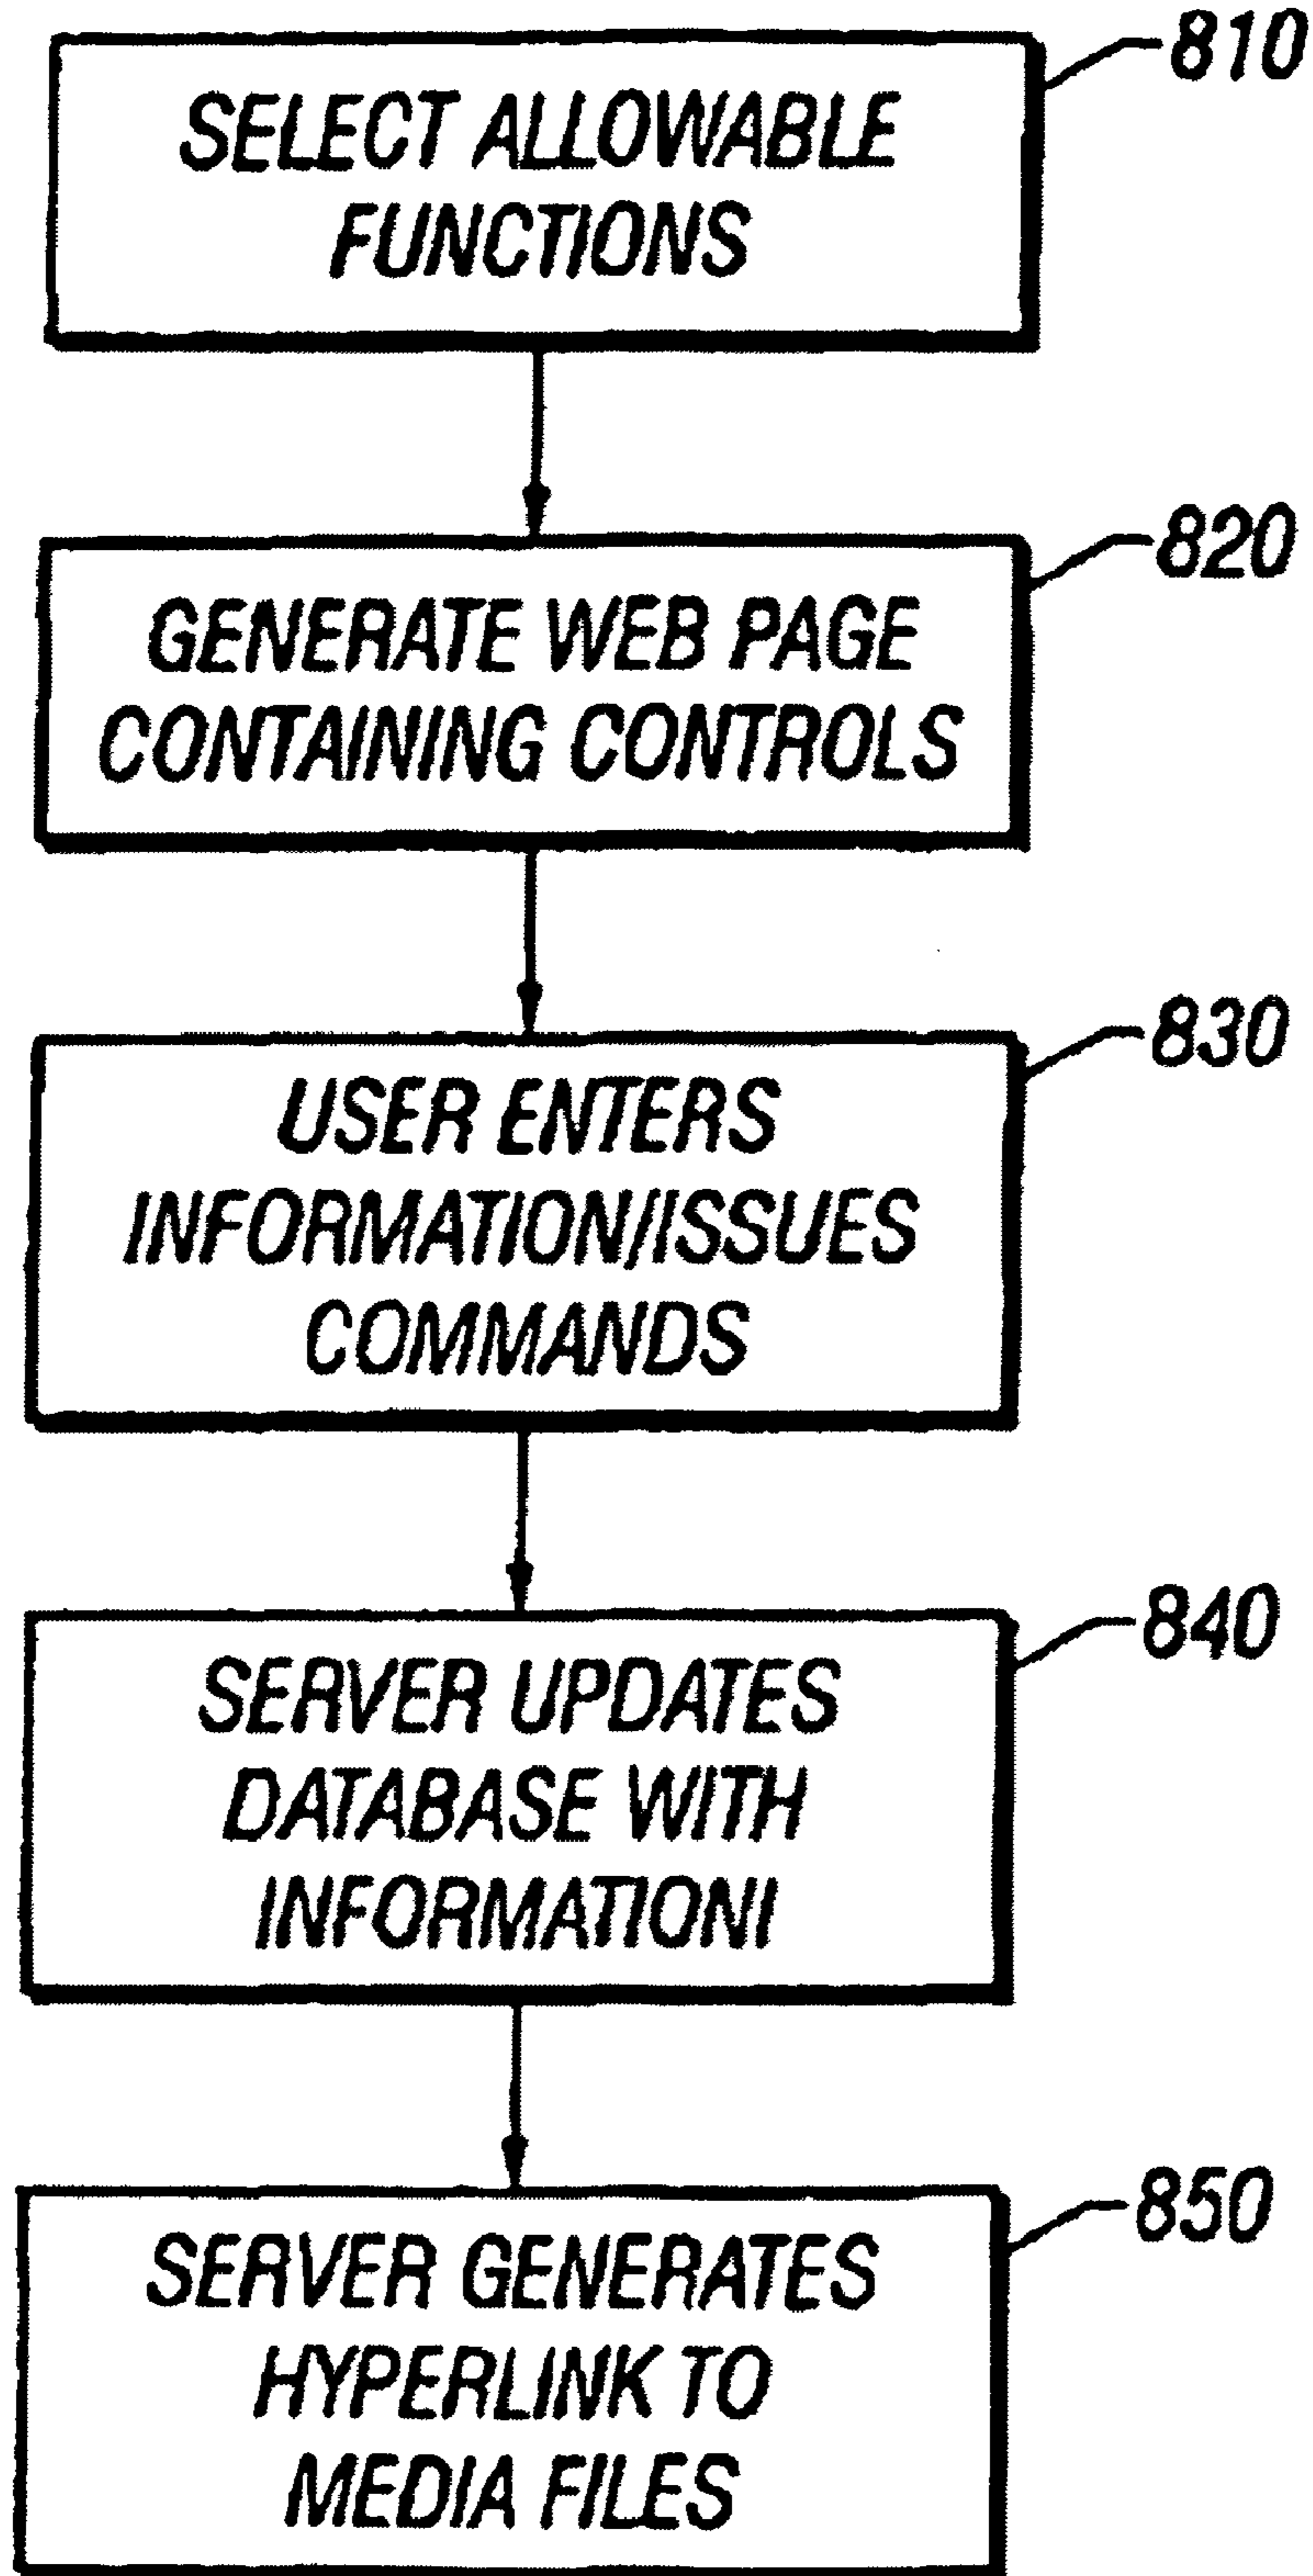 810
SELECT ALLOWABLE
FUNCTIONS
820
GENERATE WEB PAGE
CONTAINING CONTROLS
830
USER ENTERS
INFORMATION/ISSUES
COMMANDS
840
SERVER UPDATES
DATABASE WITH
INFORMATIONI
850
SERVER GENERATES
HYPERLINK TO
MEDIA FILES